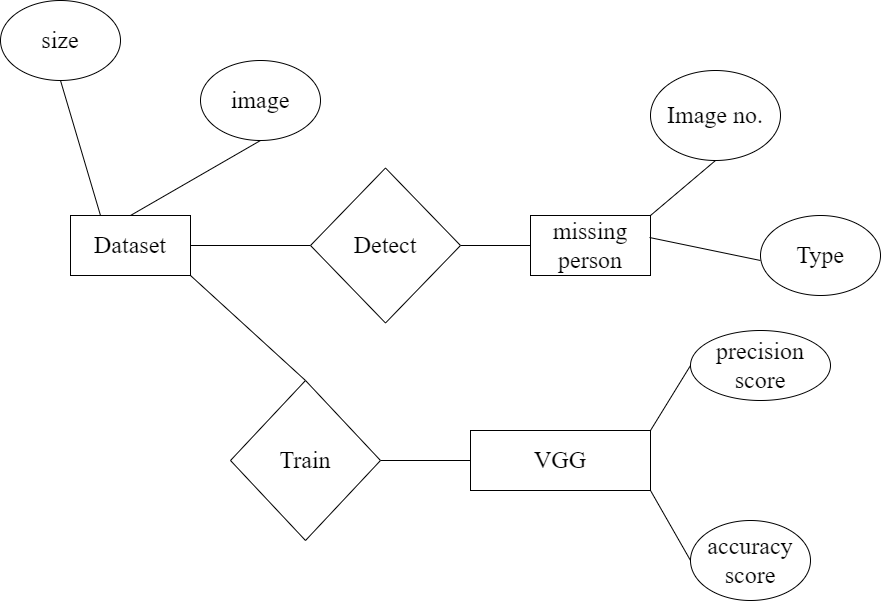 size
image
Image no.
Dataset
Detect
missing
person
Type
precision
score
Train
VGG
accuracy
score